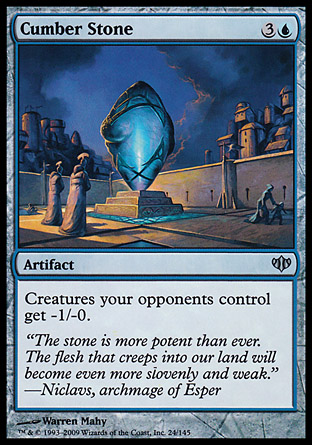 Cumber Stone 3
Artifact
Creatures your opponents control
get -1/-0.
“The stone is more potent than ever.
The flesh that creeps into our land will
become even more slovenly and weak.”
—Niclavs, archmage of Esper
Warren Mahy
™ & © 1993–2009 Wizards of the Coast, Inc. 24/145